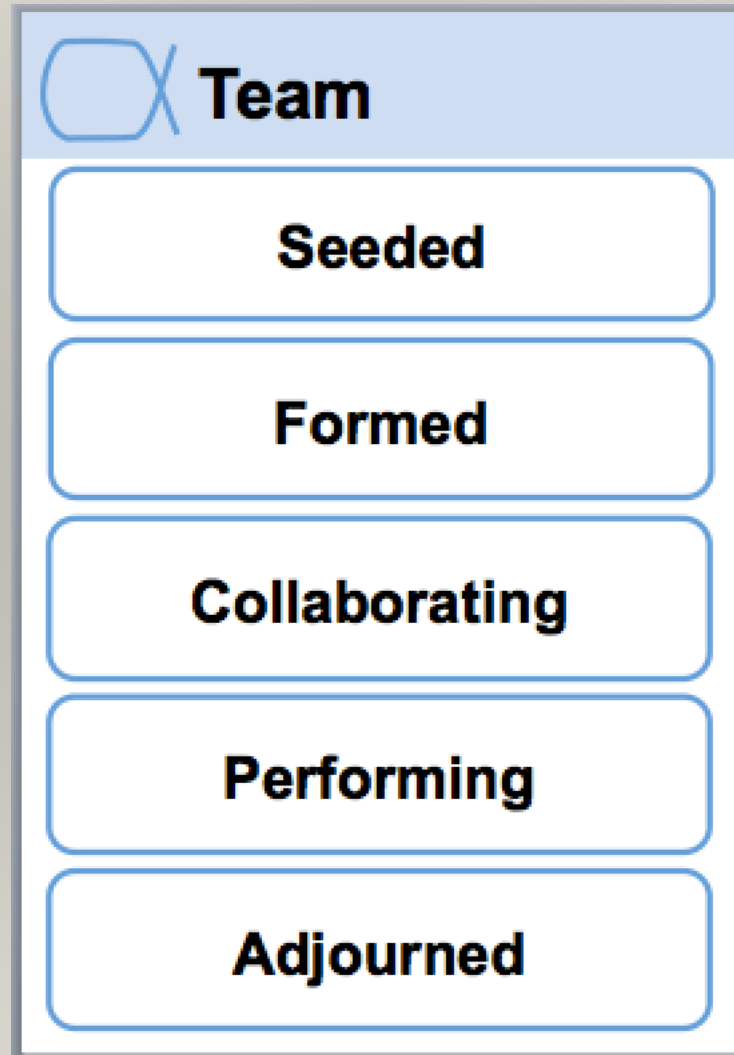 Team
Seeded
Formed
Collaborating
Performing
Adjourned